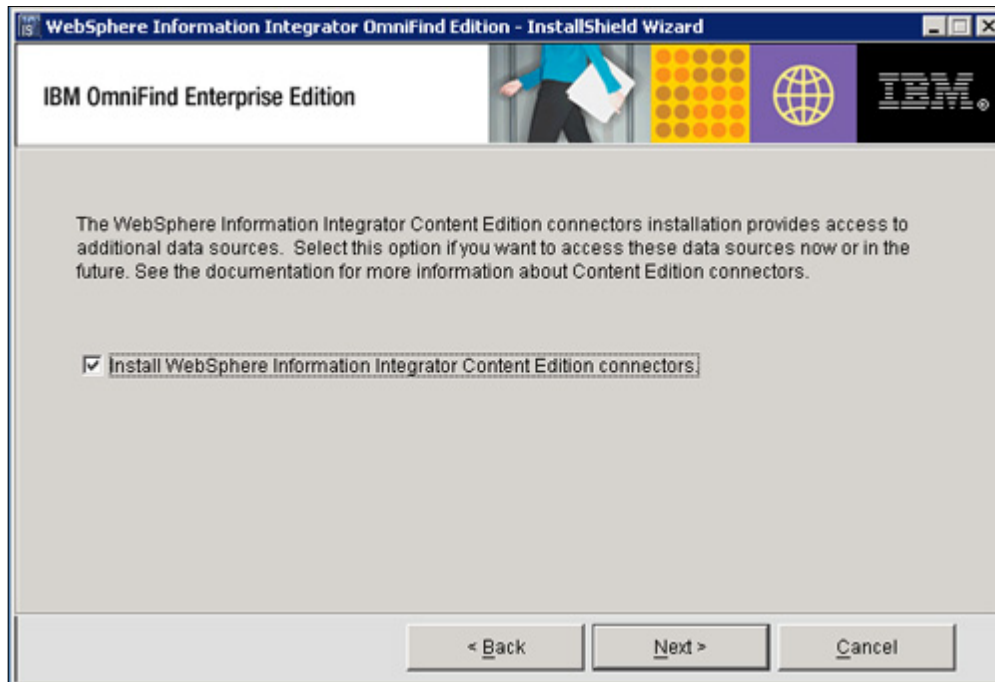 WebSphere Information Integrator OmniFind Edition - InstallShield Wizard
IBM OmniFind Enterprise Edition
IBM®
The WebSphere Information Integrator Content Edition connectors installation provides access to
additional data sources. Select this option if you want to access these data sources now or in the
future. See the documentation for more information about Content Edition connectors.
Install WebSphere Information Integrator Content Edition connectors.
< Back
Next >
Cancel